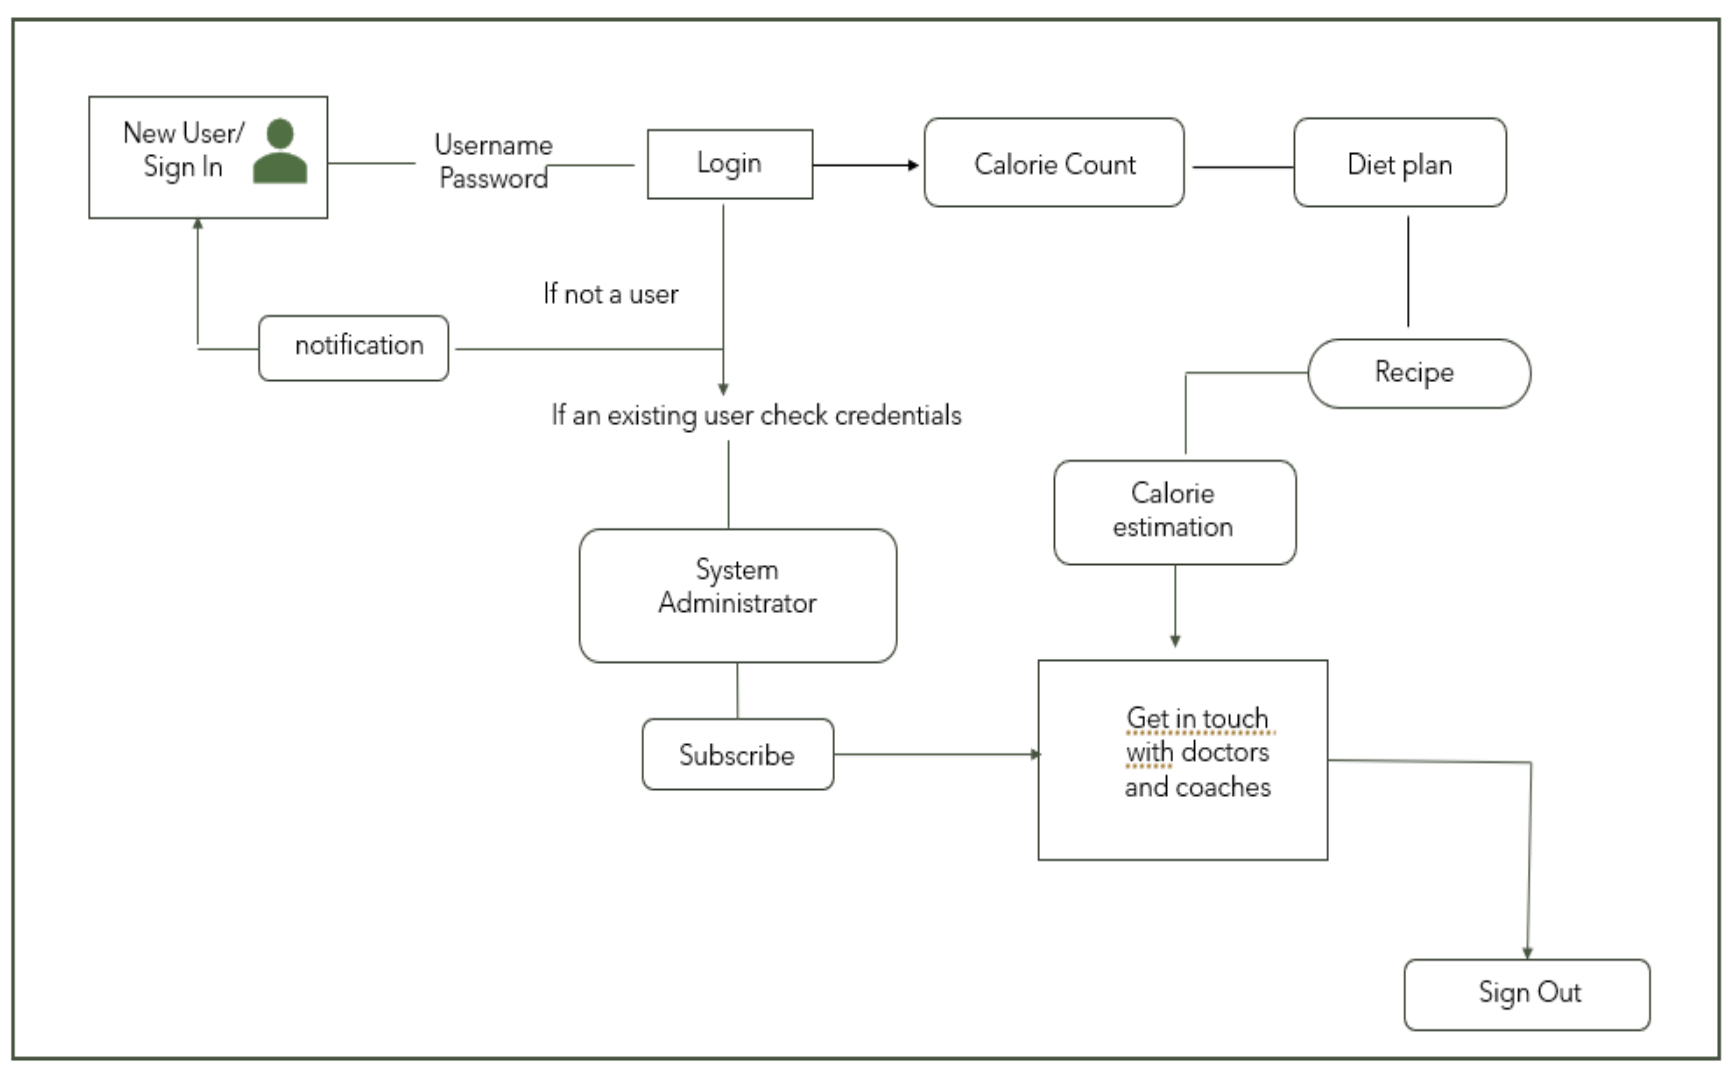 New User/
Sign In
Username
Password
Login
Calorie Count
Diet plan
If not a user
notification
Recipe
If an existing user check credentials
Calorie
estimation
System
Administrator
Get in touch
with doctors
and coaches
Subscribe
Sign Out